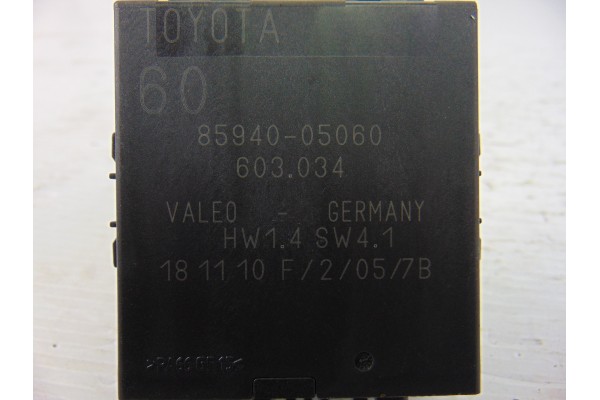 TOYOTA
60
85940-05060
603.034
VALEO - GERMANY
HW1.4 SW4.1
18 11 10 F/2/05/7B